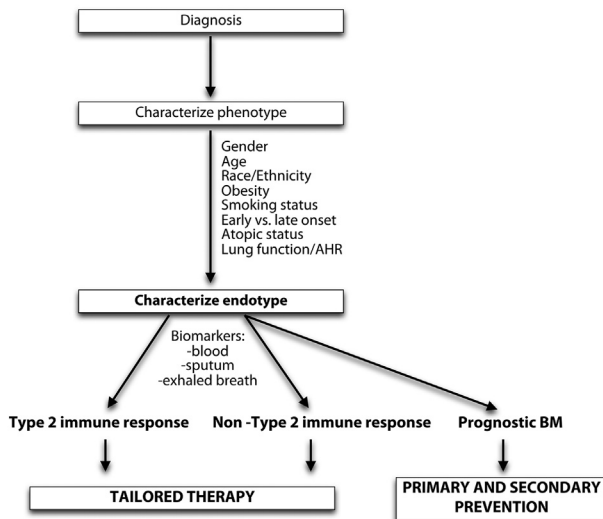 Diagnosis
Characterize phenotype
Gender
Age
Race/Ethnicity
Obesity
Smoking status
Early vs. late onset
Atopic status
Lung function/AHR
Characterize endotype
Biomarkers:
-blood
-sputum
-exhaled breath
Type 2 immune response
Non -Type 2 immune response
Prognostic BM
TAILORED THERAPY
PRIMARY AND SECONDARY
PREVENTION